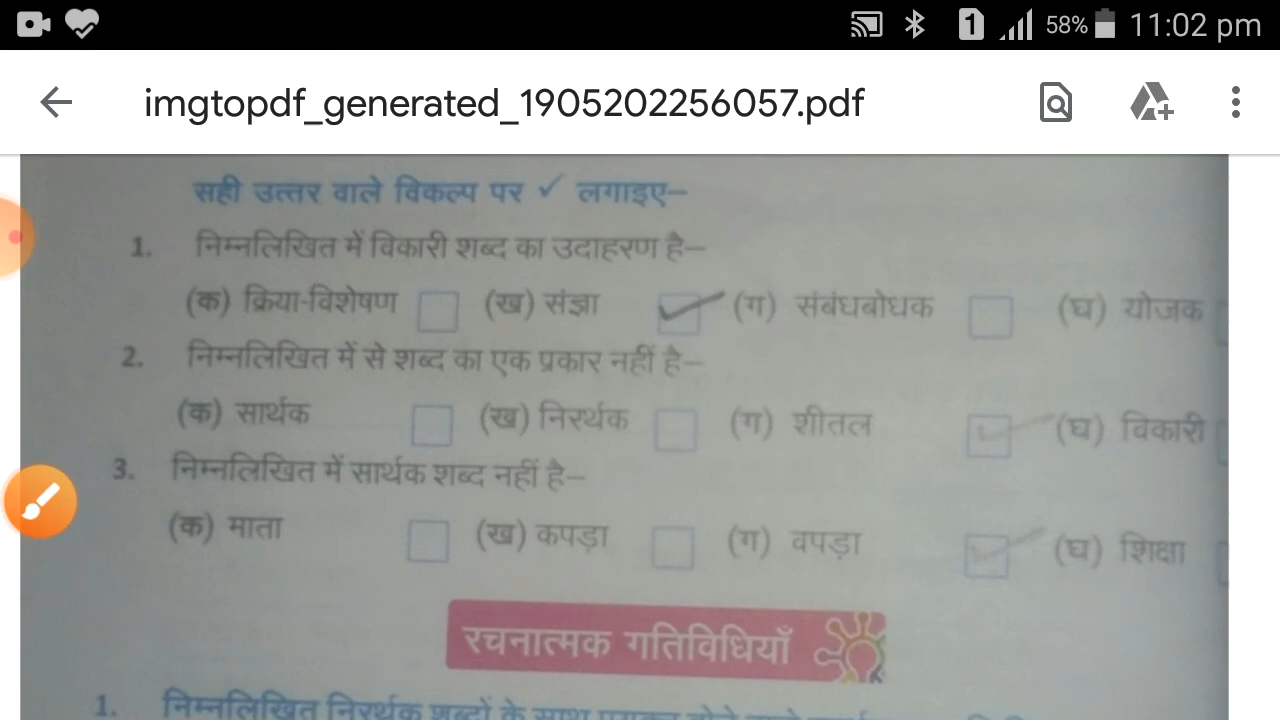 58% 11:02 pm
imgtopdf_generated_1905202256057.pdf
सही उत्तर वाले विकल्प पर ✓ लगाइए–
1. निम्नलिखित में विकारी शब्द का उदाहरण है–
(क) क्रिया-विशेषण (ख) संज्ञा (ग) संबंधबोधक (घ) योजक
2. निम्नलिखित में से शब्द का एक प्रकार नहीं है–
(क) सार्थक (ख) निरर्थक (ग) शीतल (घ) विकारी
3. निम्नलिखित में सार्थक शब्द नहीं है–
(क) माता (ख) कपड़ा (ग) वपड़ा (घ) शिक्षा
रचनात्मक गतिविधियाँ
1. निम्नलिखित निरर्थक शब्दों के साथ